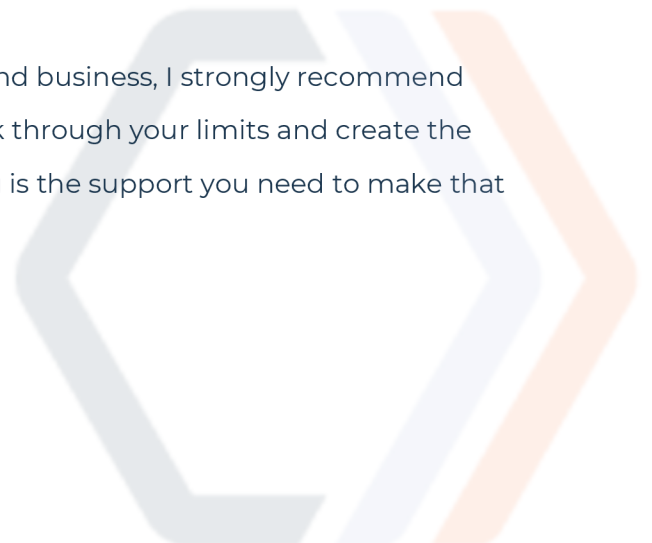 nd business, I strongly recommend
through your limits and create the
is the support you need to make that